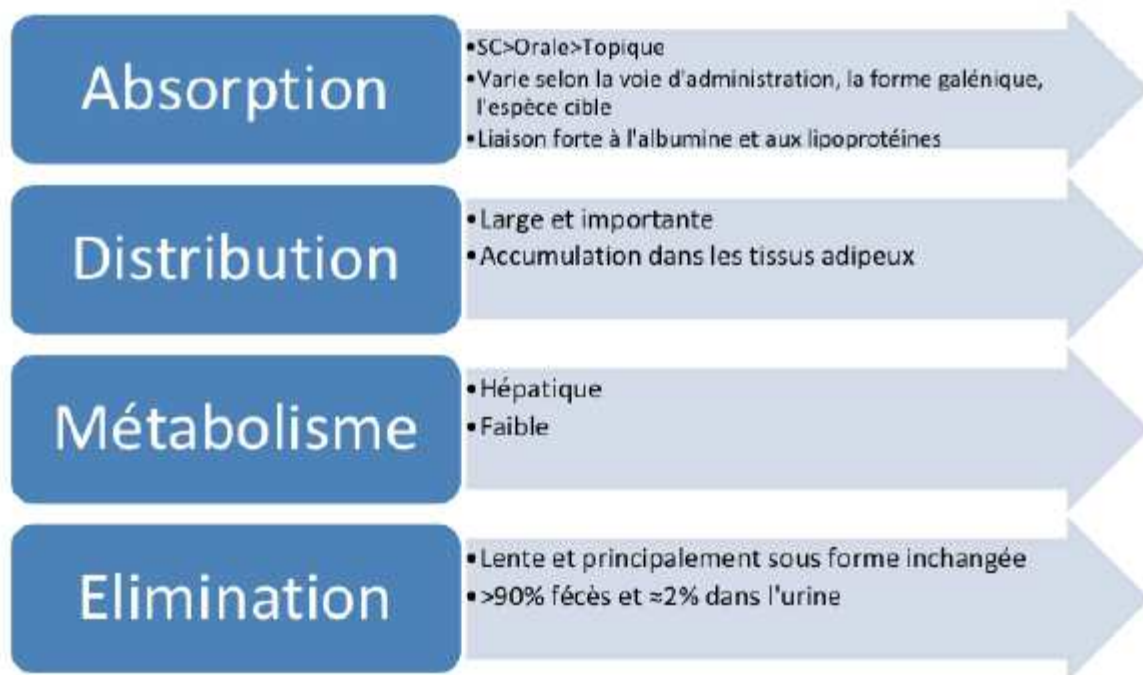 Absorption
•SC>Orale>Topique
•Varie selon la voie d'administration, la forme galénique,
l'espèce cible
•Liaison forte à l'albumine et aux lipoprotéines
Distribution
•Large et importante
•Accumulation dans les tissus adipeux
Métabolisme
•Hépatique
•Faible
Elimination
•Lente et principalement sous forme inchangée
•>90% fécès et ≈2% dans l'urine